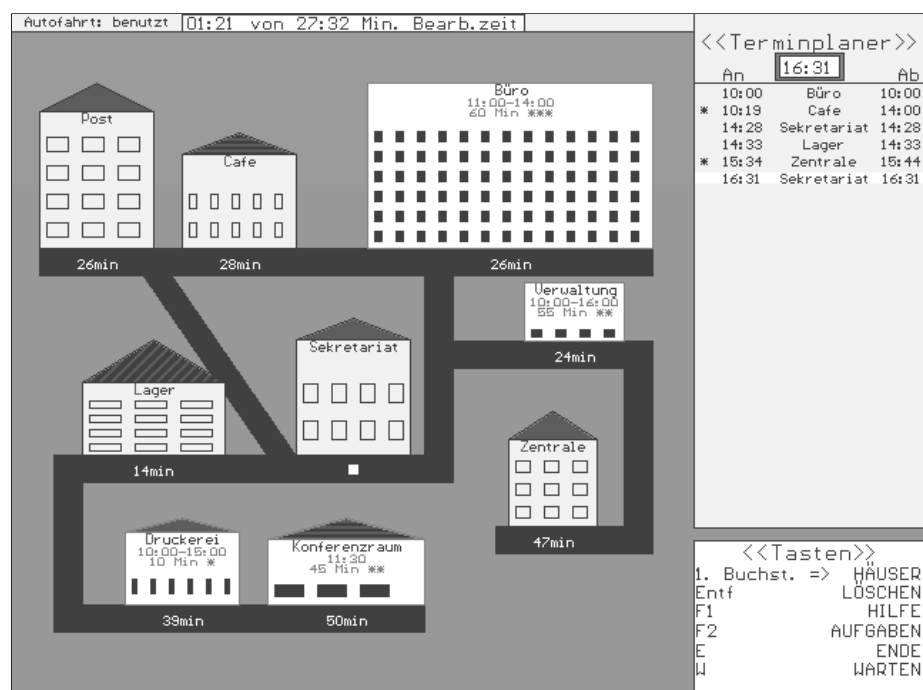 Autofahrt: benutzt
01:21 von 27:32 Min. Bearb.zeit
Post
26min
Cafe
28min
Büro
11:00-14:00
60 Min ***
26min
Verwaltung
10:00-16:00
55 Min **
24min
Sekretariat
Lager
14min
Zentrale
47min
Druckerei
10:00-15:00
10 Min *
39min
Konferenzraum
11:30
45 Min **
50min
<<Terminplaner>>
An 16:31 Ab
10:00 Büro 10:00
* 10:19 Cafe 14:00
14:28 Sekretariat 14:28
14:33 Lager 14:33
* 15:34 Zentrale 15:44
16:31 Sekretariat 16:31
<<Tasten>>
1. Buchst. => HÄUSER
Entf LÖSCHEN
F1 HILFE
F2 AUFGABEN
E ENDE
W WARTEN